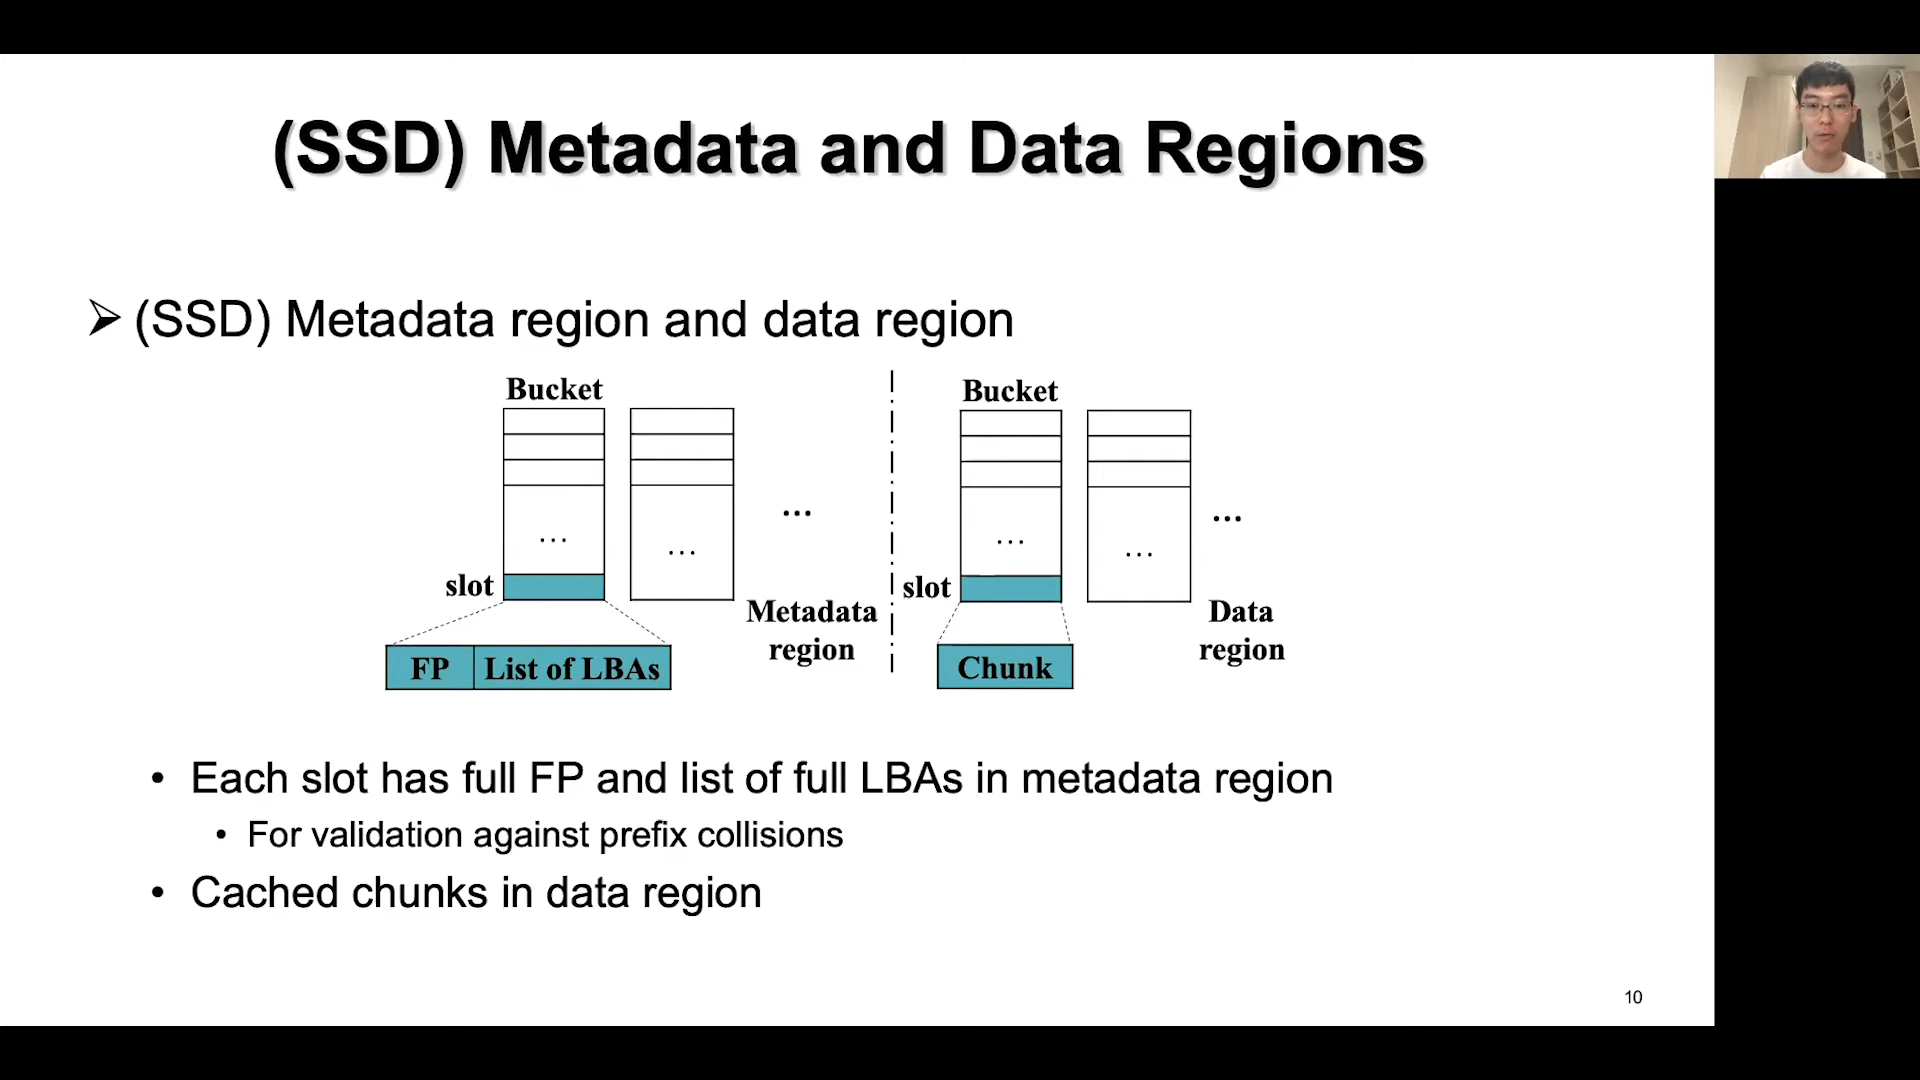 (SSD) Metadata and Data Regions
➢ (SSD) Metadata region and data region
Bucket
...
...
...
slot
Metadata
region
FP
List of LBAs
Bucket
...
...
...
slot
Data
region
Chunk
• Each slot has full FP and list of full LBAs in metadata region
• For validation against prefix collisions
• Cached chunks in data region
10